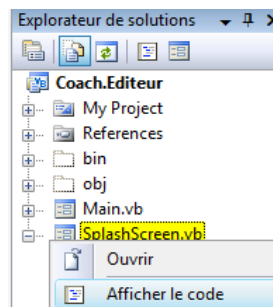 Explorateur de solutions
Coach.Editeur
My Project
References
bin
obj
Main.vb
SplashScreen.vb
Ouvrir
Afficher le code